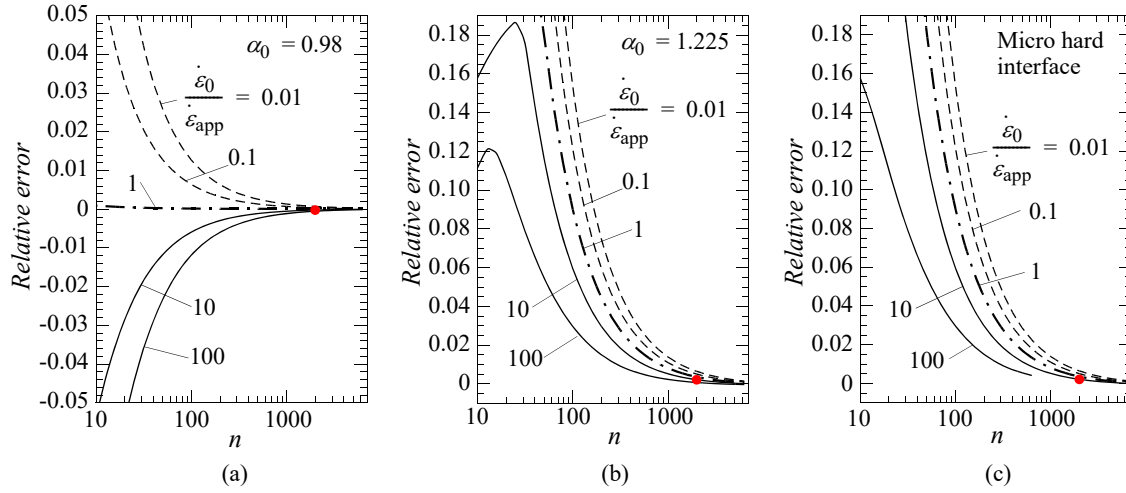 0.05
0.04
0.03
0.02
0.01
0
-0.01
-0.02
-0.03
-0.04
-0.05
Relative error
α0 = 0.98
ε̇0
ε̇app
= 0.01
0.1
1
10
100
10 100 1000
n
(a)
0.18
0.16
0.14
0.12
0.10
0.08
0.06
0.04
0.02
0
Relative error
α0 = 1.225
ε̇0
ε̇app
= 0.01
0.1
1
10
100
10 100 1000
n
(b)
0.18
0.16
0.14
0.12
0.10
0.08
0.06
0.04
0.02
0
Relative error
Micro hard
interface
ε̇0
ε̇app
= 0.01
0.1
1
10
100
10 100 1000
n
(c)